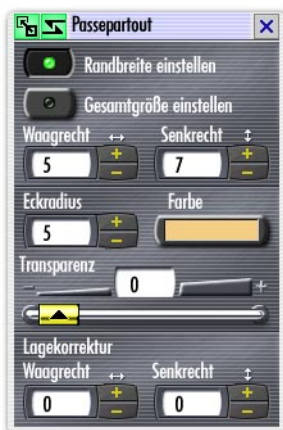 Passepartout
Randbreite einstellen
Gesamtgröße einstellen
Waagrecht ↔ Senkrecht ↕
5 + − 7 + −
Eckradius Farbe
5 + −
Transparenz
− 0 +
Lagekorrektur
Waagrecht ↔ Senkrecht ↕
0 + − 0 + −